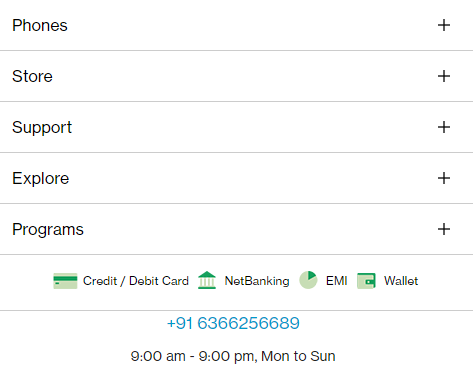 Phones
Store
Support
Explore
Programs
Credit / Debit Card NetBanking EMI Wallet
+91 6366256689
9:00 am - 9:00 pm, Mon to Sun